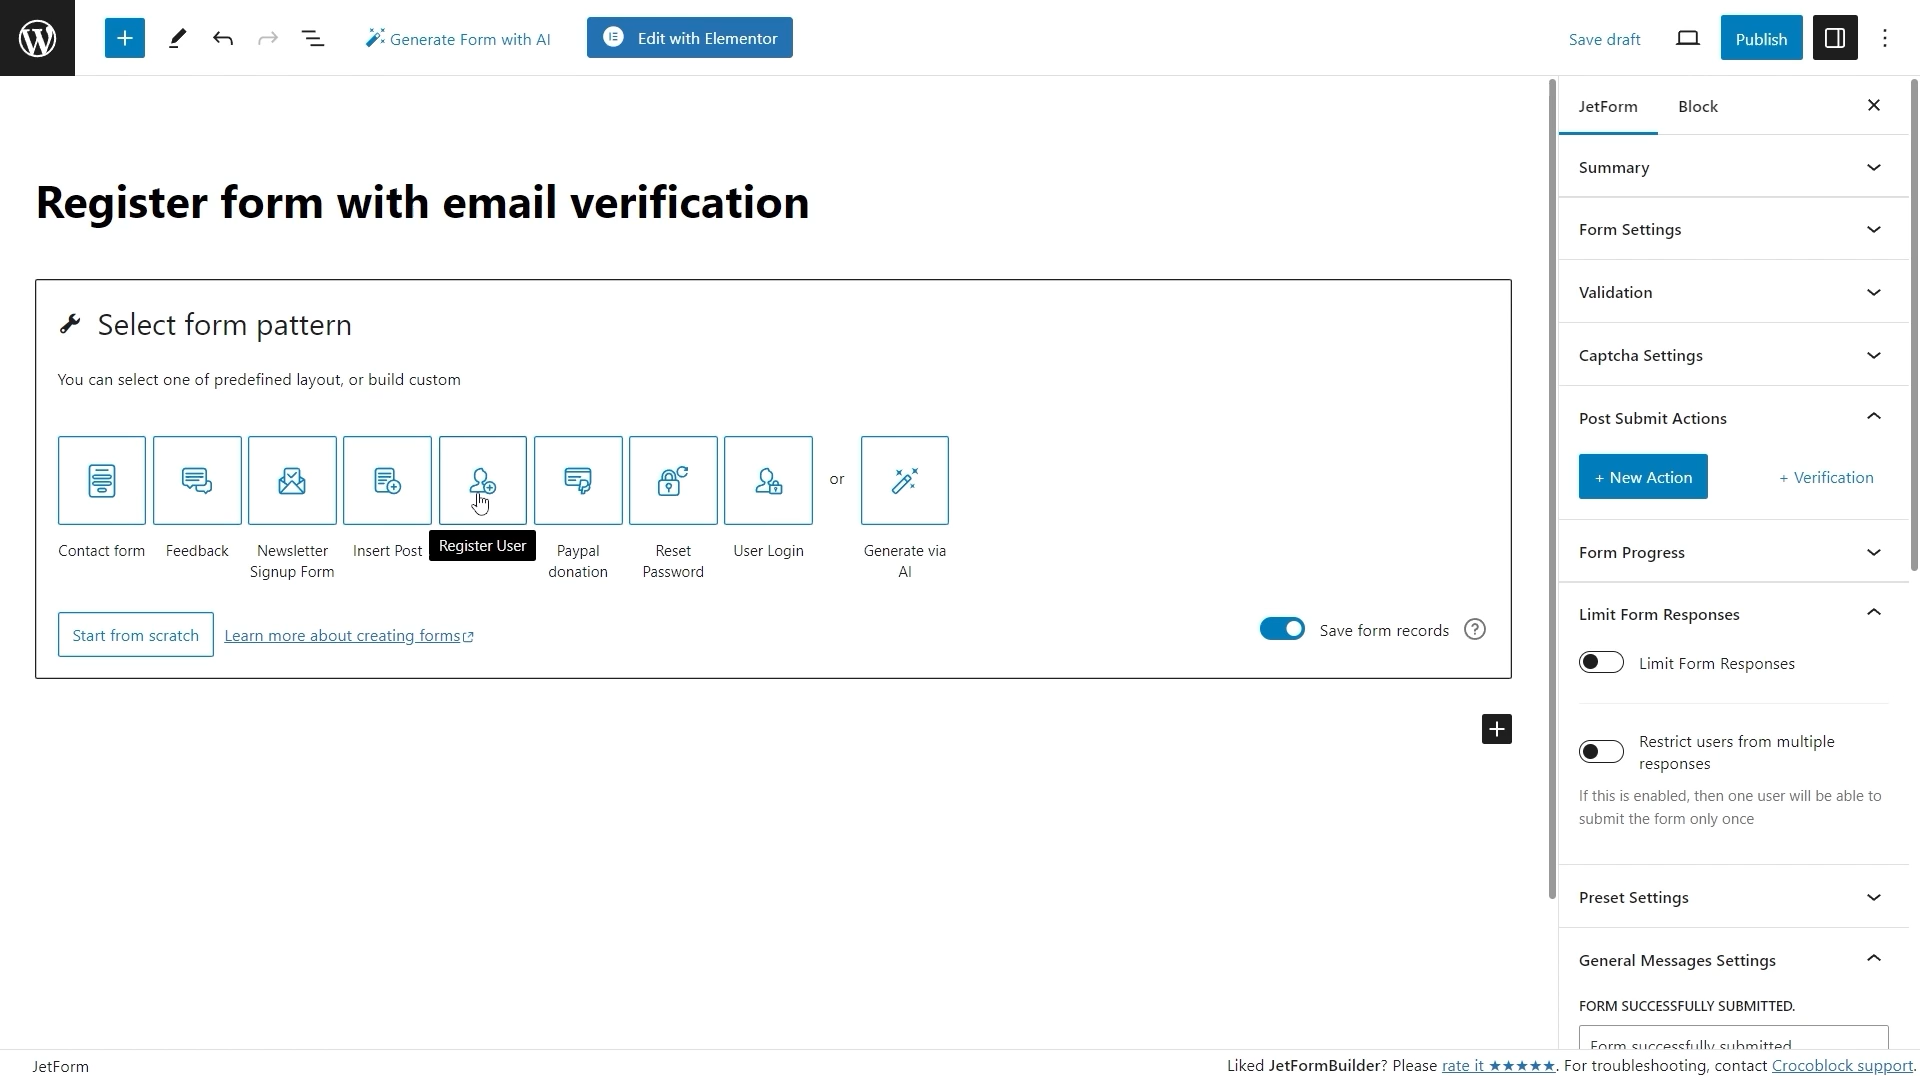 Generate Form with AI
Edit with Elementor
Save draft
Publish
JetForm
Block
Register form with email verification
Select form pattern
You can select one of predefined layout, or build custom
Contact form
Feedback
Newsletter
Signup Form
Insert Post
Register User
Paypal
donation
Reset
Password
User Login
or
Generate via
AI
Start from scratch
Learn more about creating forms
Save form records
?
Summary
Form Settings
Validation
Captcha Settings
Post Submit Actions
+ New Action
+ Verification
Form Progress
Limit Form Responses
Limit Form Responses
Restrict users from multiple
responses
If this is enabled, then one user will be able to
submit the form only once
Preset Settings
General Messages Settings
FORM SUCCESSFULLY SUBMITTED.
Form successfully submitted
JetForm
Liked JetFormBuilder? Please rate it ★★★★★. For troubleshooting, contact Crocoblock support.